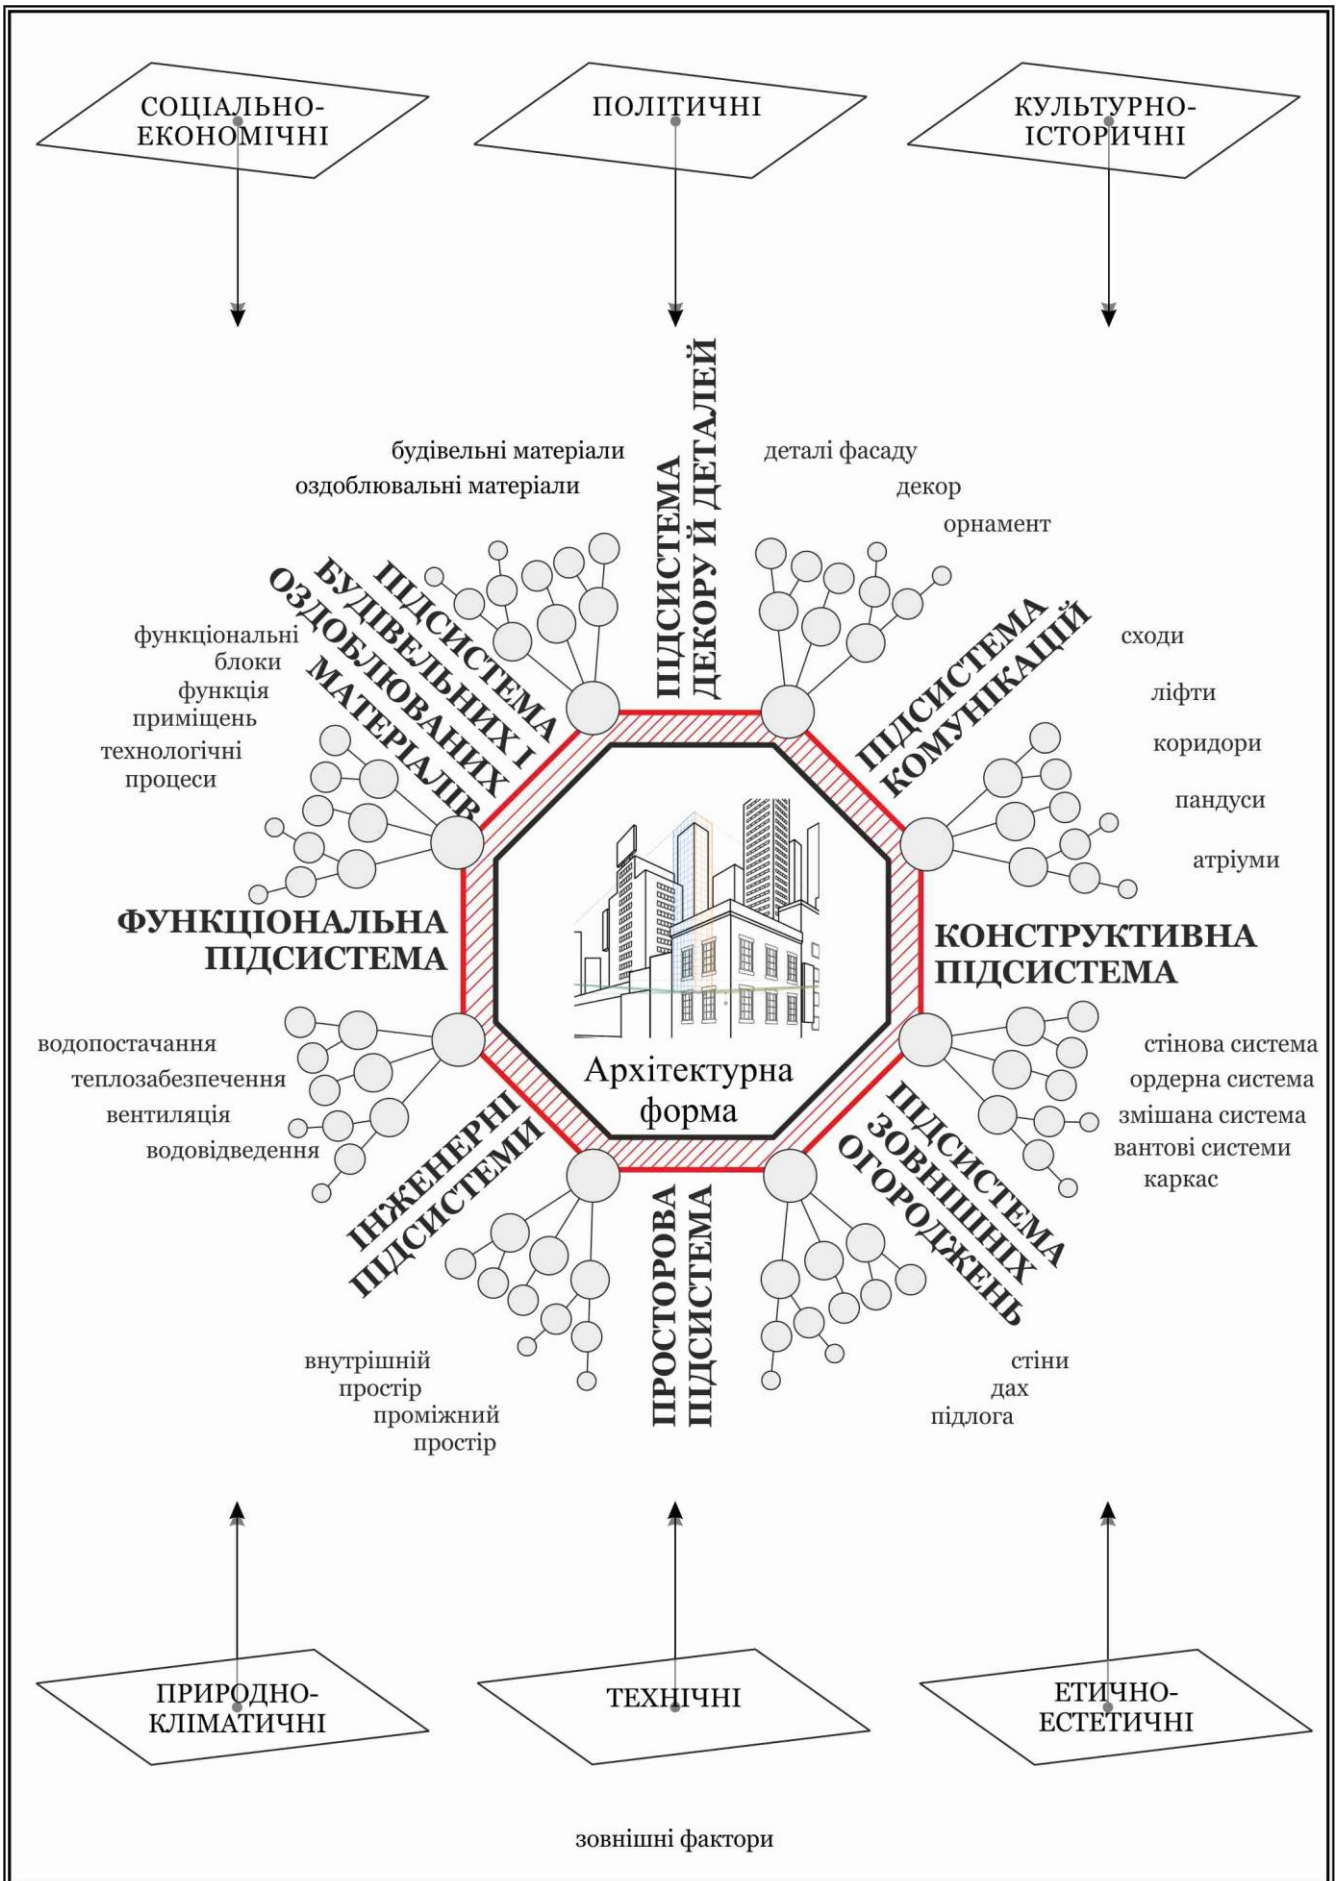 СОЦІАЛЬНО-
ЕКОНОМІЧНІ
ПОЛІТИЧНІ
КУЛЬТУРНО-
ІСТОРИЧНІ
будівельні матеріали
оздоблювальні матеріали
ПІДСИСТЕМА
ДЕКОРУ Й ДЕТАЛЕЙ
деталі фасаду
декор
орнамент
ПІДСИСТЕМА
БУДІВЕЛЬНИХ І
ОЗДОБЛЮВАНИХ
МАТЕРІАЛІВ
ПІДСИСТЕМА
КОМУНІКАЦІЙ
функціональні
блоки
функція
приміщень
технологічні
процеси
сходи
ліфти
коридори
пандуси
атріуми
ФУНКЦІОНАЛЬНА
ПІДСИСТЕМА
КОНСТРУКТИВНА
ПІДСИСТЕМА
Архітектурна
форма
водопостачання
теплозабезпечення
вентиляція
водовідведення
стінова система
ордерна система
змішана система
вантові системи
каркас
ІНЖЕНЕРНІ
ПІДСИСТЕМИ
ПРОСТОРОВА
ПІДСИСТЕМА
ПІДСИСТЕМА
ЗОВНІШНІХ
ОГОРОДЖЕНЬ
внутрішній
простір
проміжний
простір
стіни
дах
підлога
ПРИРОДНО-
КЛІМАТИЧНІ
ТЕХНІЧНІ
ЕТИЧНО-
ЕСТЕТИЧНІ
зовнішні фактори